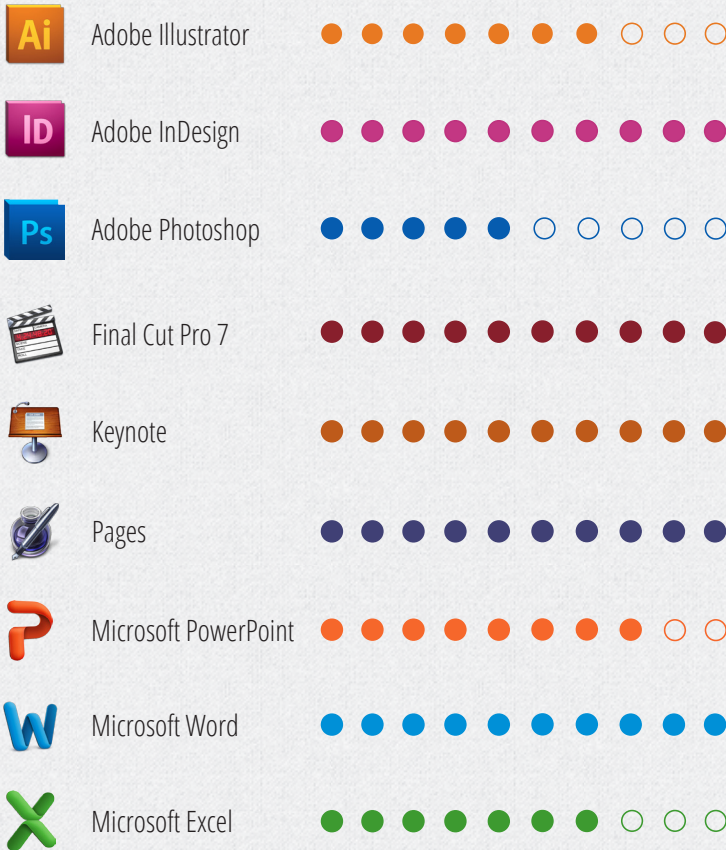 Ai Adobe Illustrator
ID Adobe InDesign
Ps Adobe Photoshop
Final Cut Pro 7
Keynote
Pages
Microsoft PowerPoint
Microsoft Word
Microsoft Excel